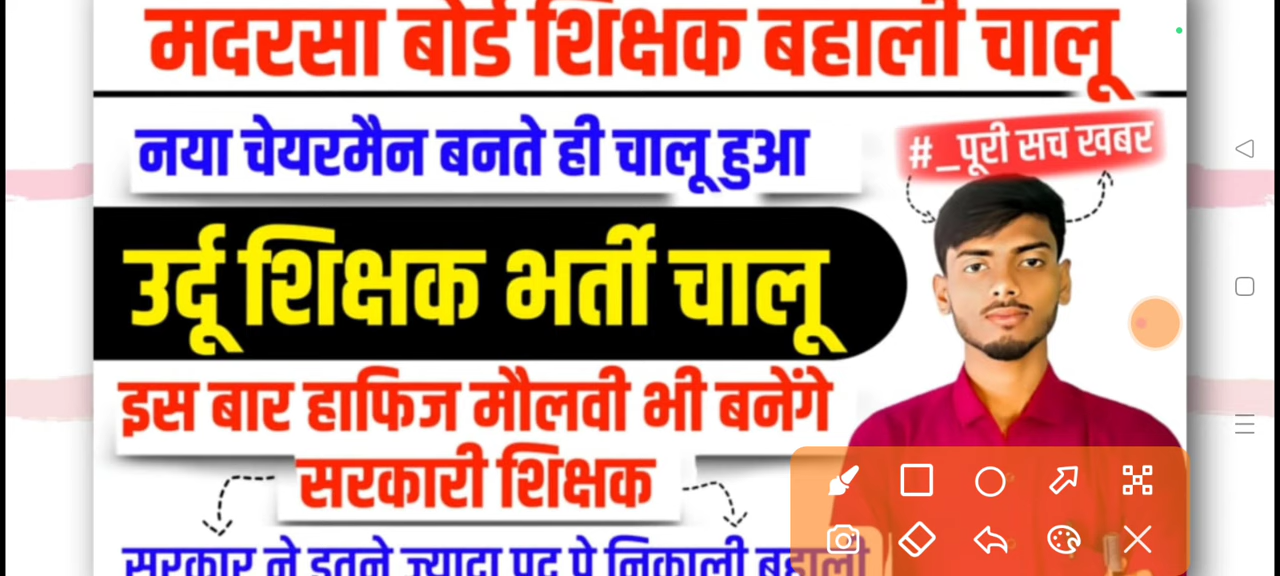 मदरसा बोर्ड शिक्षक बहाली चालू
नया चेयरमैन बनते ही चालू हुआ
#_पूरी सच खबर
उर्दू शिक्षक भर्ती चालू
इस बार हाफिज मौलवी भी बनेंगे
सरकारी शिक्षक
सरकार ने इतने ज्यादा पद पे निकाली बहाली